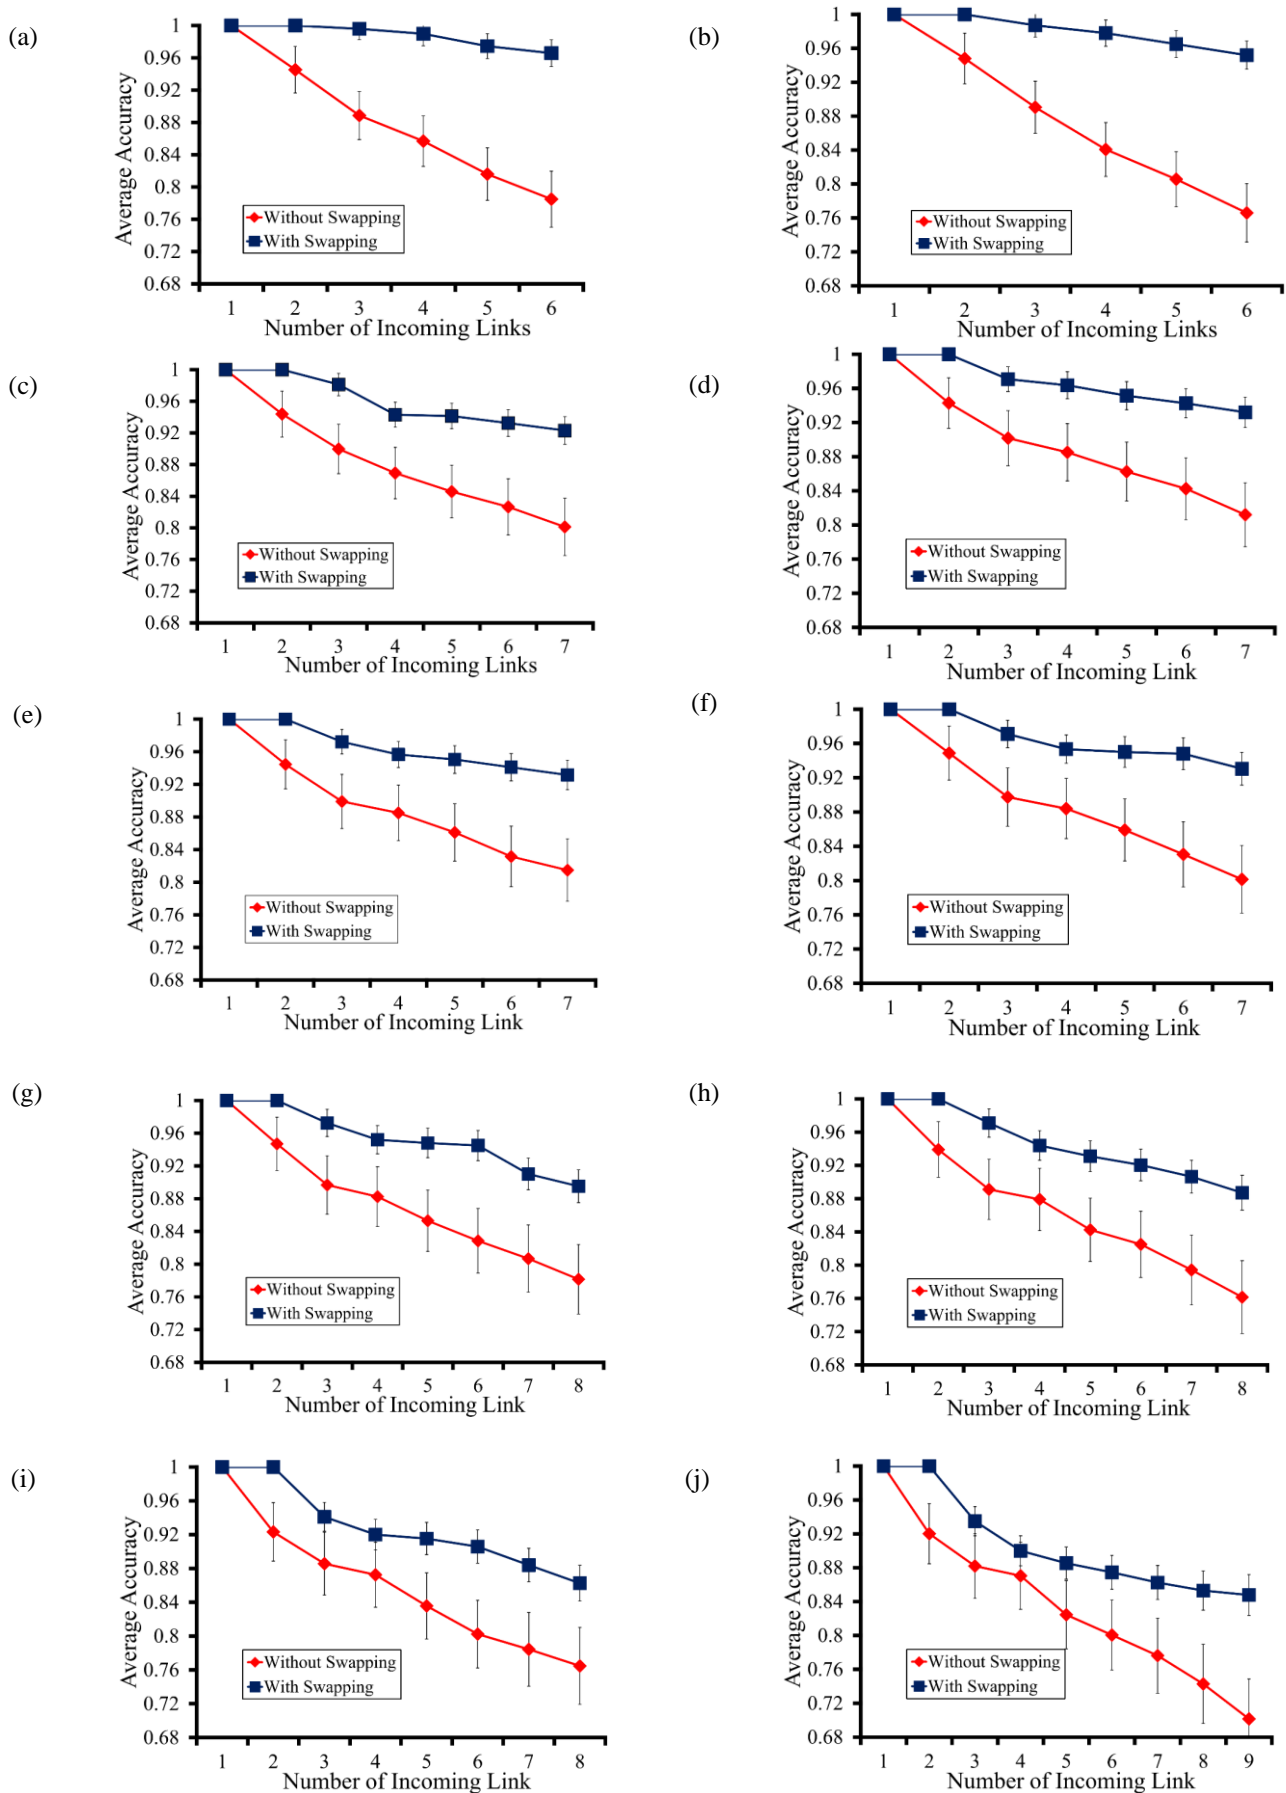 (a)
Average Accuracy
1
0.96
0.92
0.88
0.84
0.8
0.76
0.72
0.68
Without Swapping
With Swapping
1 2 3 4 5 6
Number of Incoming Links
(b)
Average Accuracy
1
0.96
0.92
0.88
0.84
0.8
0.76
0.72
0.68
Without Swapping
With Swapping
1 2 3 4 5 6
Number of Incoming Links
(c)
Average Accuracy
1
0.96
0.92
0.88
0.84
0.8
0.76
0.72
0.68
Without Swapping
With Swapping
1 2 3 4 5 6 7
Number of Incoming Links
(d)
Average Accuracy
1
0.96
0.92
0.88
0.84
0.8
0.76
0.72
0.68
Without Swapping
With Swapping
1 2 3 4 5 6 7
Number of Incoming Link
(e)
Average Accuracy
1
0.96
0.92
0.88
0.84
0.8
0.76
0.72
0.68
Without Swapping
With Swapping
1 2 3 4 5 6 7
Number of Incoming Link
(f)
Average Accuracy
1
0.96
0.92
0.88
0.84
0.8
0.76
0.72
0.68
Without Swapping
With Swapping
1 2 3 4 5 6 7
Number of Incoming Link
(g)
Average Accuracy
1
0.96
0.92
0.88
0.84
0.8
0.76
0.72
0.68
Without Swapping
With Swapping
1 2 3 4 5 6 7 8
Number of Incoming Link
(h)
Average Accuracy
1
0.96
0.92
0.88
0.84
0.8
0.76
0.72
0.68
Without Swapping
With Swapping
1 2 3 4 5 6 7 8
Number of Incoming Link
(i)
Average Accuracy
1
0.96
0.92
0.88
0.84
0.8
0.76
0.72
0.68
Without Swapping
With Swapping
1 2 3 4 5 6 7 8
Number of Incoming Link
(j)
Average Accuracy
1
0.96
0.92
0.88
0.84
0.8
0.76
0.72
0.68
Without Swapping
With Swapping
1 2 3 4 5 6 7 8 9
Number of Incoming Link